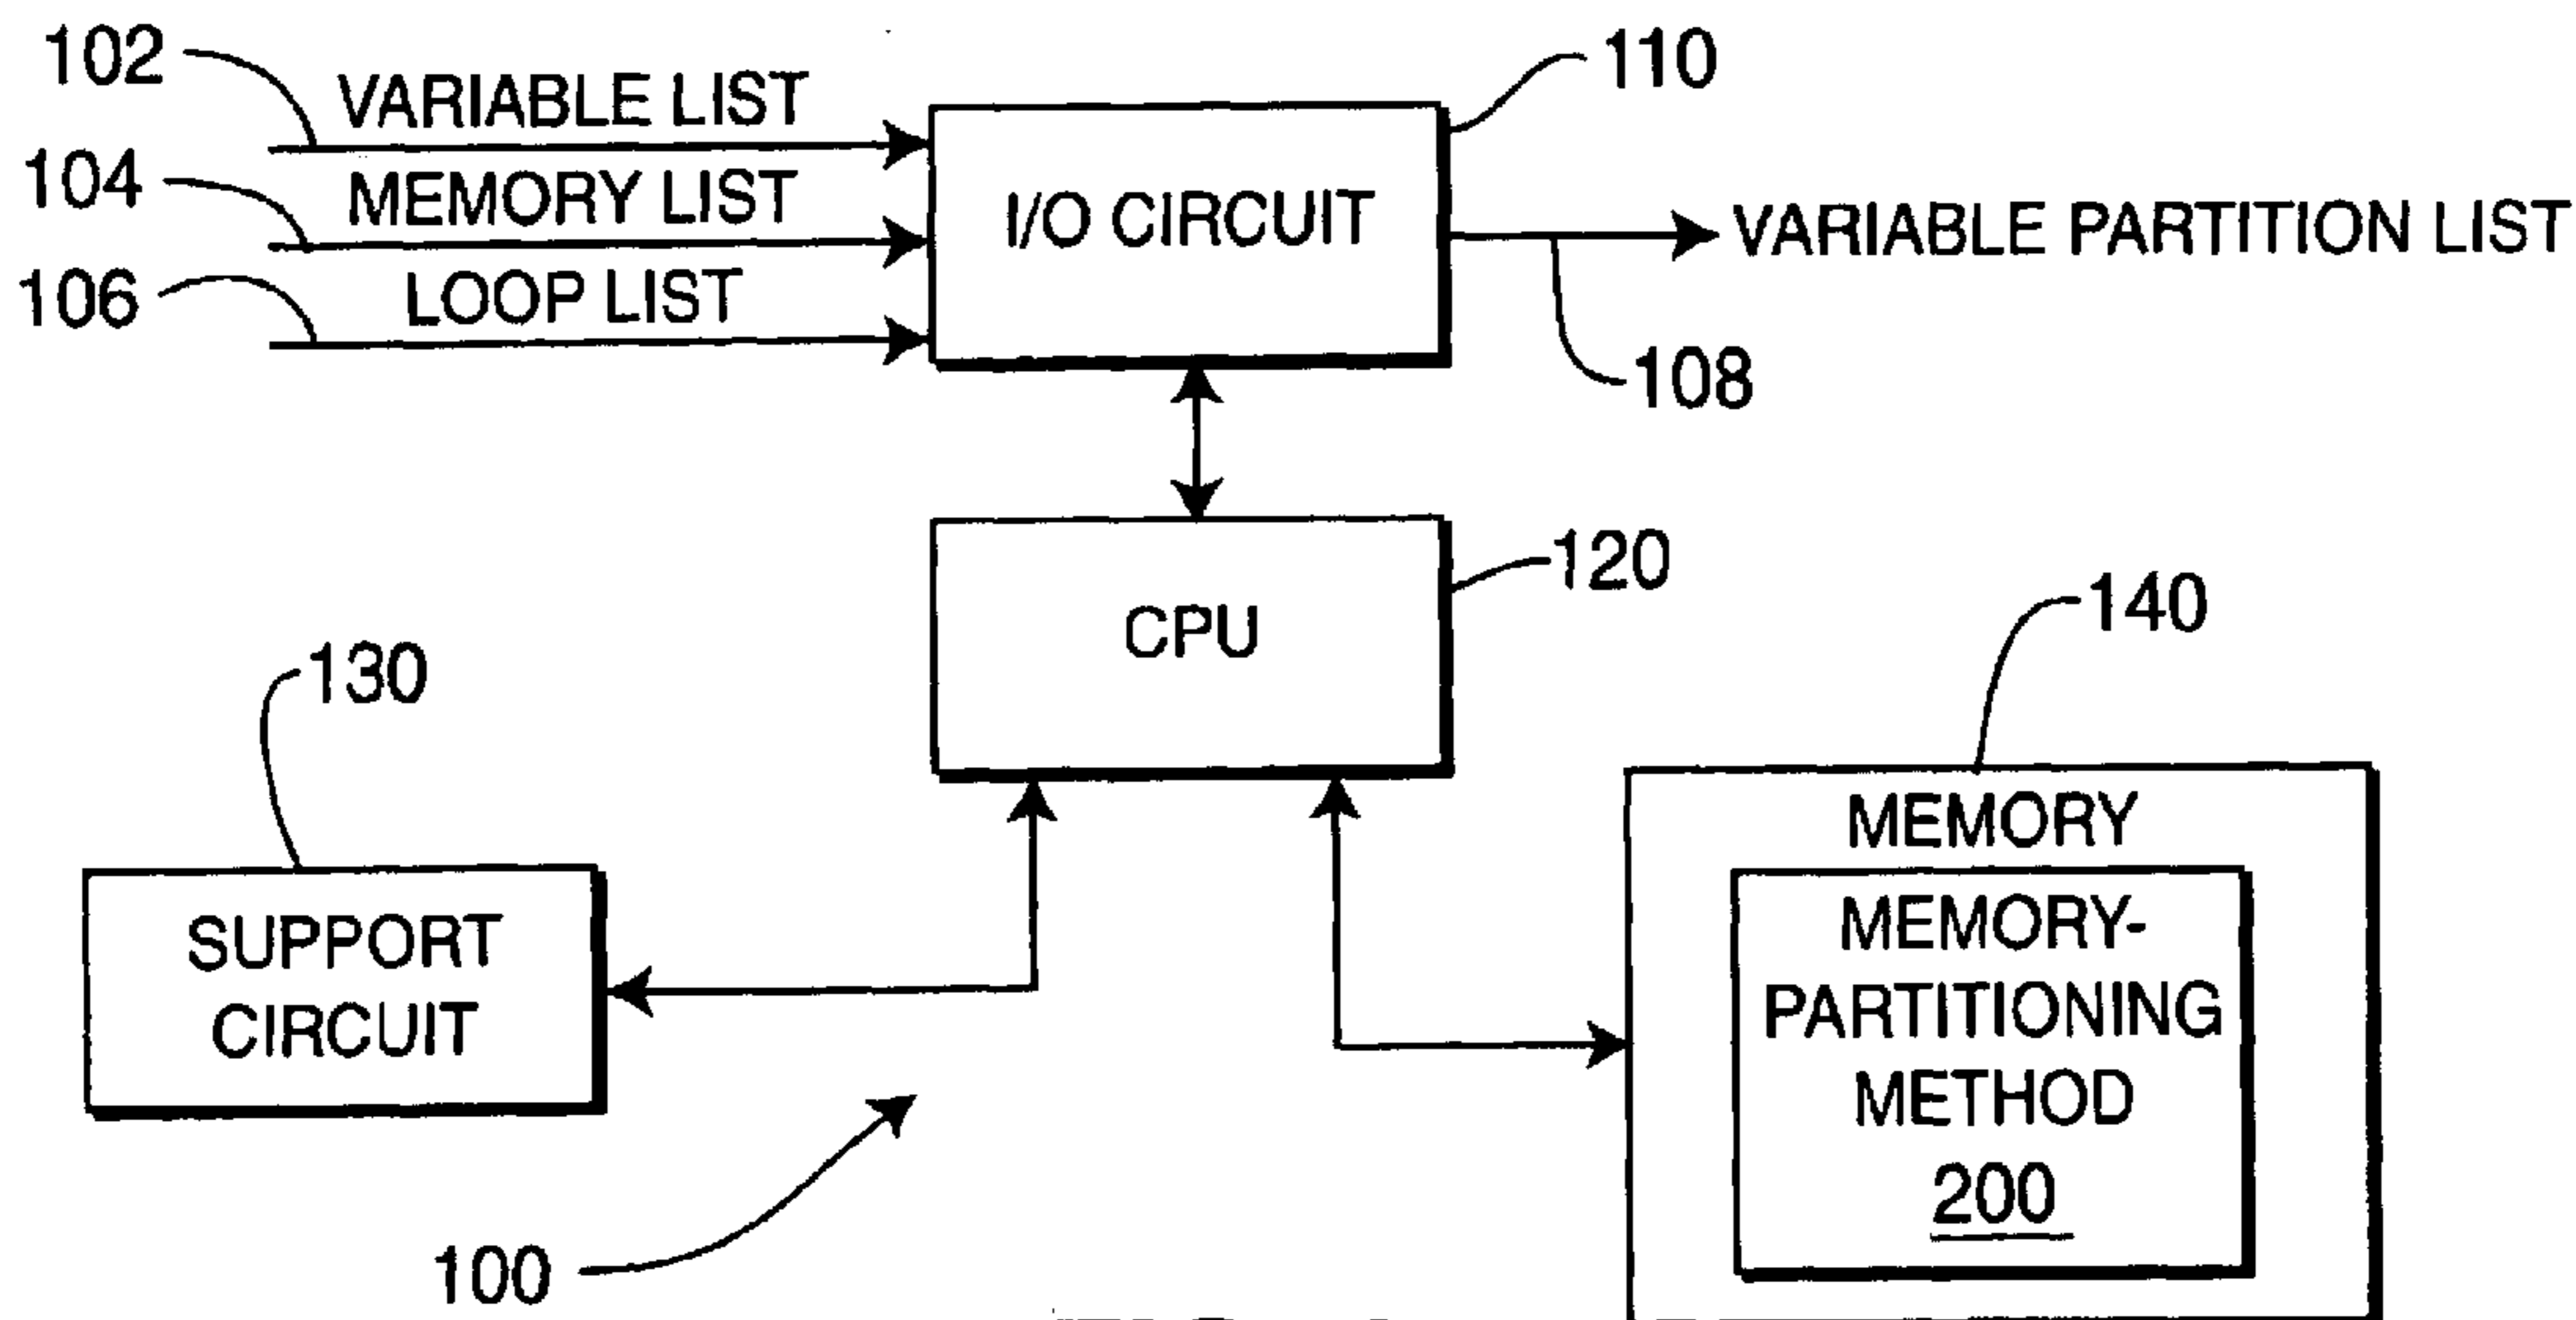 102
VARIABLE LIST
110
104
MEMORY LIST
I/O CIRCUIT
VARIABLE PARTITION LIST
106
LOOP LIST
108
120
CPU
140
130
MEMORY
SUPPORT
CIRCUIT
MEMORY-
PARTITIONING
METHOD
200
100